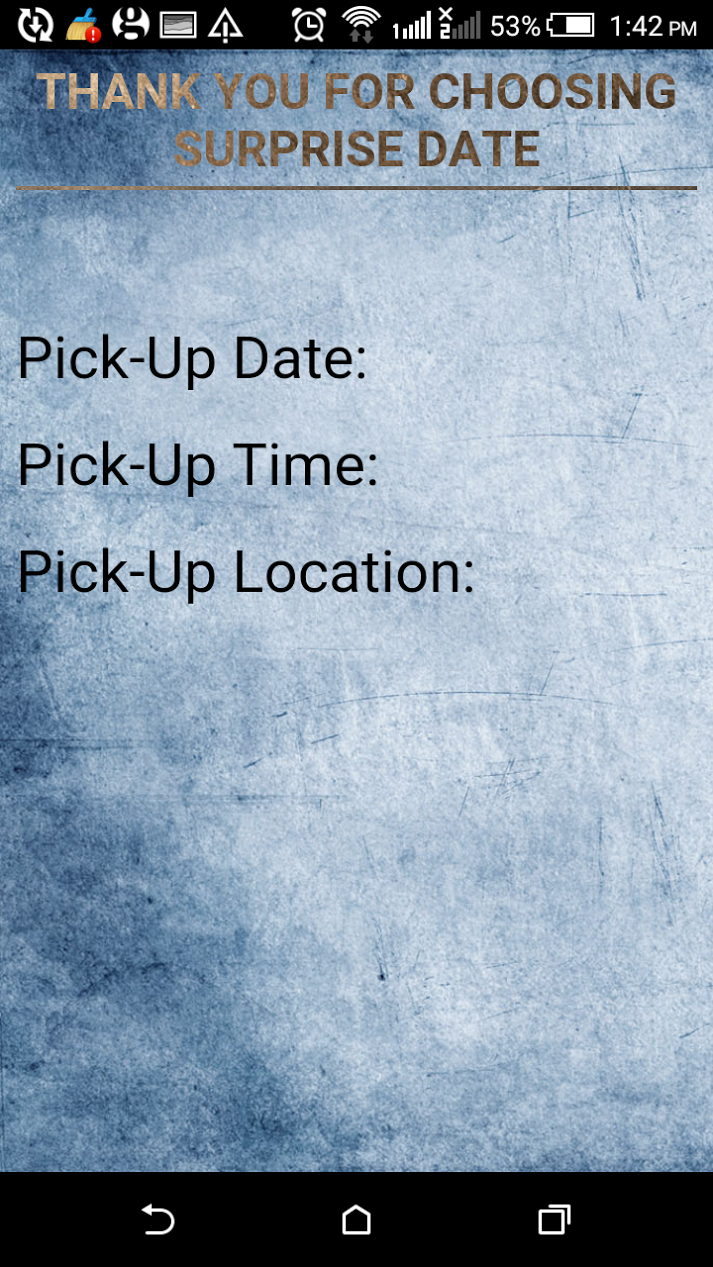 53% 1:42 PM
THANK YOU FOR CHOOSING
SURPRISE DATE
Pick-Up Date:
Pick-Up Time:
Pick-Up Location: